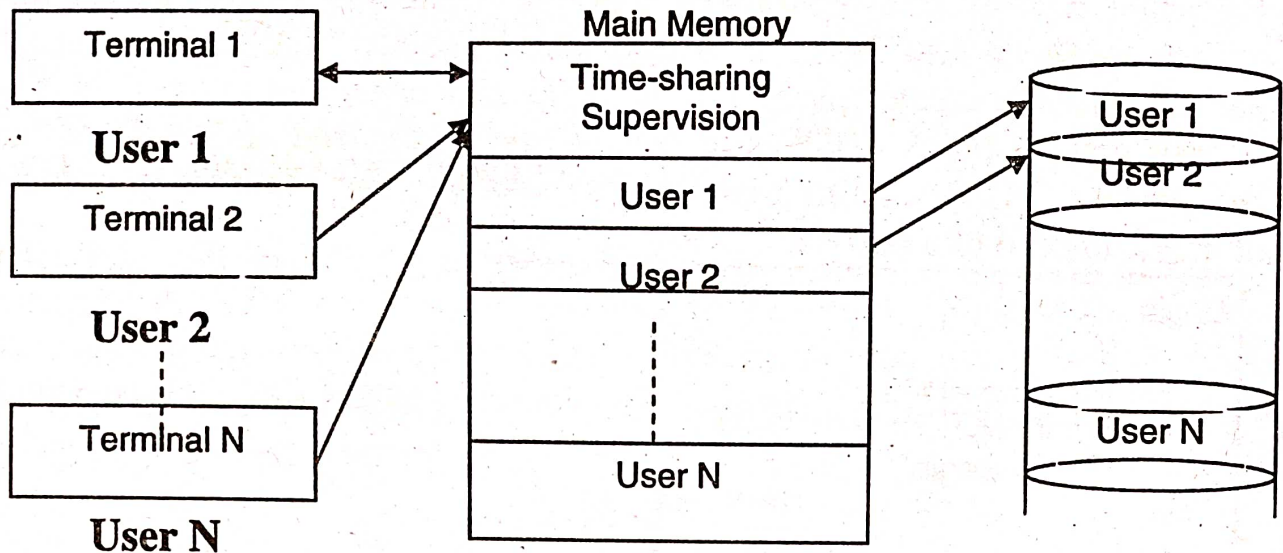 Terminal 1
User 1
Terminal 2
User 2
Terminal N
User N
Main Memory
Time-sharing
Supervision
User 1
User 2
User N
User 1
User 2
User N